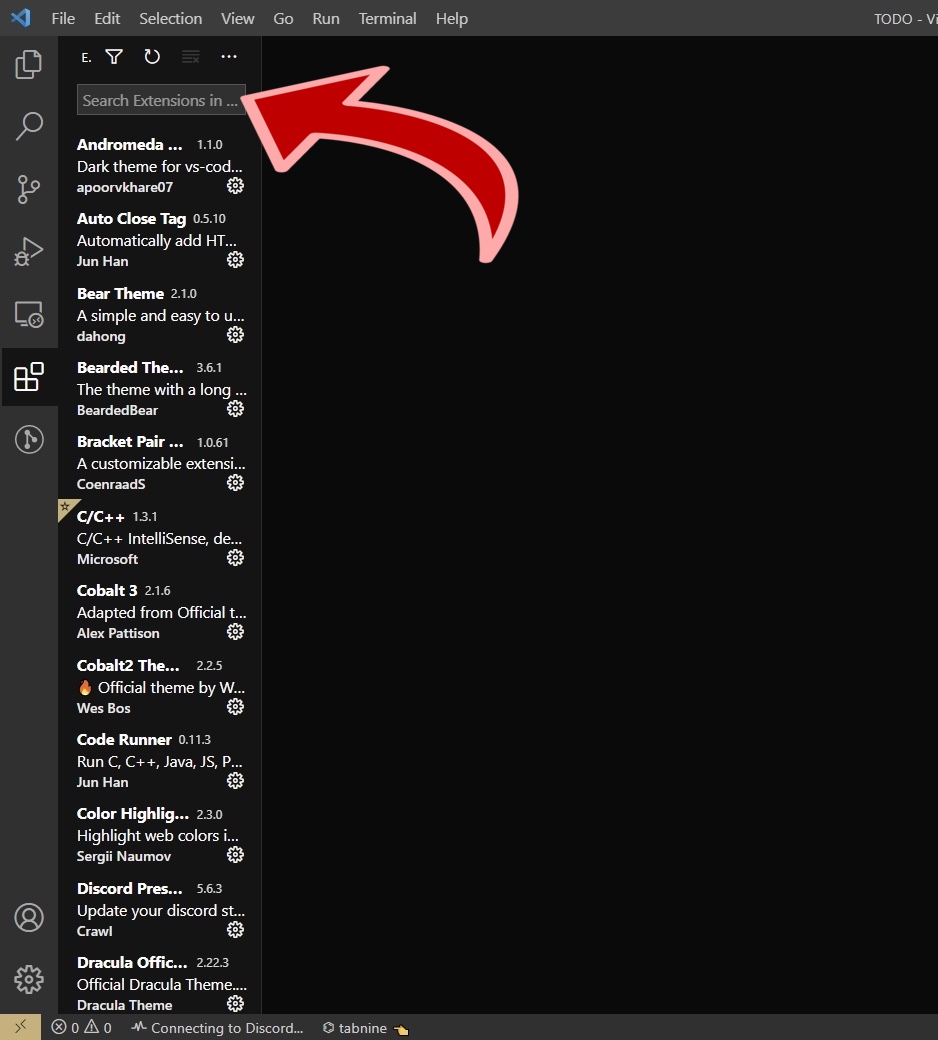 File Edit Selection View Go Run Terminal Help TODO - Vi
E.
Search Extensions in ...
Andromeda ... 1.1.0
Dark theme for vs-cod...
apoorvkhare07
Auto Close Tag 0.5.10
Automatically add HT...
Jun Han
Bear Theme 2.1.0
A simple and easy to u...
dahong
Bearded The... 3.6.1
The theme with a long ...
BeardedBear
Bracket Pair ... 1.0.61
A customizable extensi...
CoenraadS
C/C++ 1.3.1
C/C++ IntelliSense, de...
Microsoft
Cobalt 3 2.1.6
Adapted from Official t...
Alex Pattison
Cobalt2 The... 2.2.5
🔥 Official theme by W...
Wes Bos
Code Runner 0.11.3
Run C, C++, Java, JS, P...
Jun Han
Color Highlig... 2.3.0
Highlight web colors i...
Sergii Naumov
Discord Pres... 5.6.3
Update your discord st...
Crawl
Dracula Offic... 2.22.3
Official Dracula Theme....
Dracula Theme
0 0 Connecting to Discord... tabnine 👈